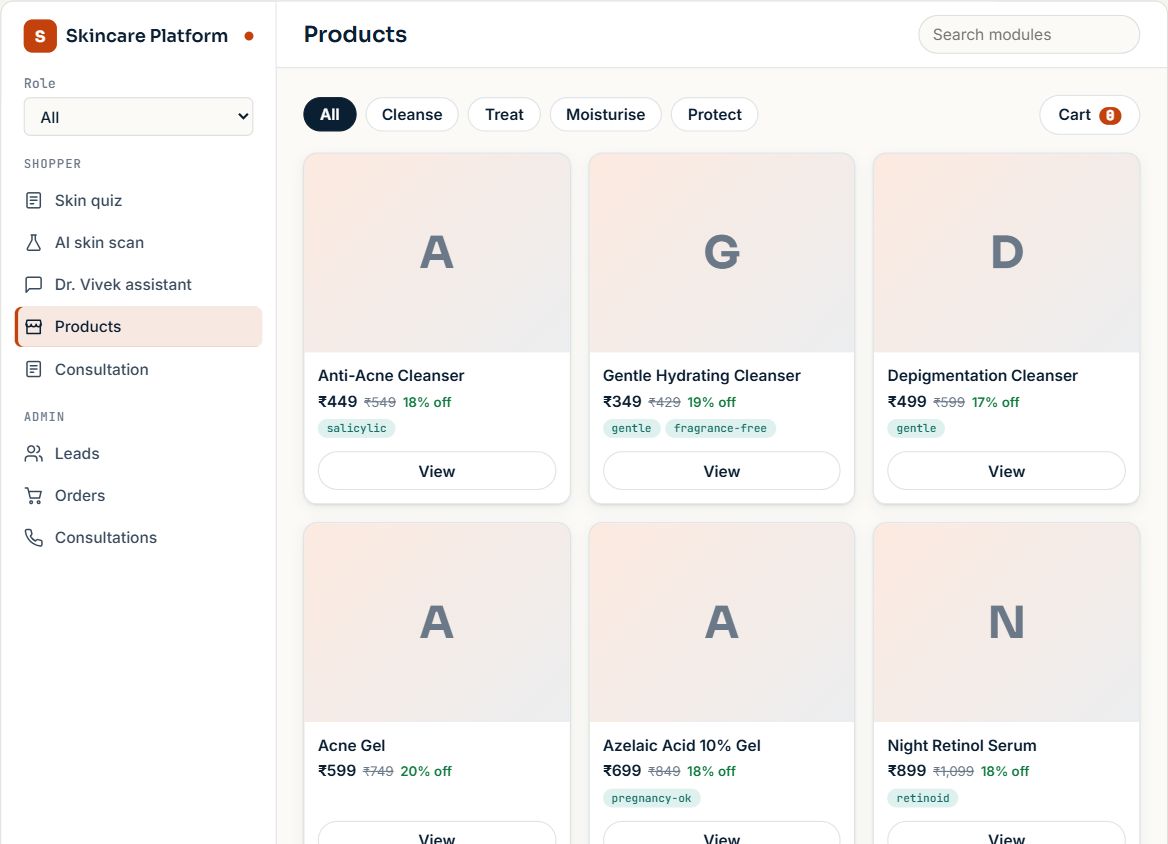 S Skincare Platform
Role
All
SHOPPER
Skin quiz
AI skin scan
Dr. Vivek assistant
Products
Consultation
ADMIN
Leads
Orders
Consultations
Products
Search modules
All Cleanse Treat Moisturise Protect
Cart 0
A
Anti-Acne Cleanser
₹449 ₹549 18% off
salicylic
View
G
Gentle Hydrating Cleanser
₹349 ₹429 19% off
gentle fragrance-free
View
D
Depigmentation Cleanser
₹499 ₹599 17% off
gentle
View
A
Acne Gel
₹599 ₹749 20% off
View
A
Azelaic Acid 10% Gel
₹699 ₹849 18% off
pregnancy-ok
View
N
Night Retinol Serum
₹899 ₹1,099 18% off
retinoid
View